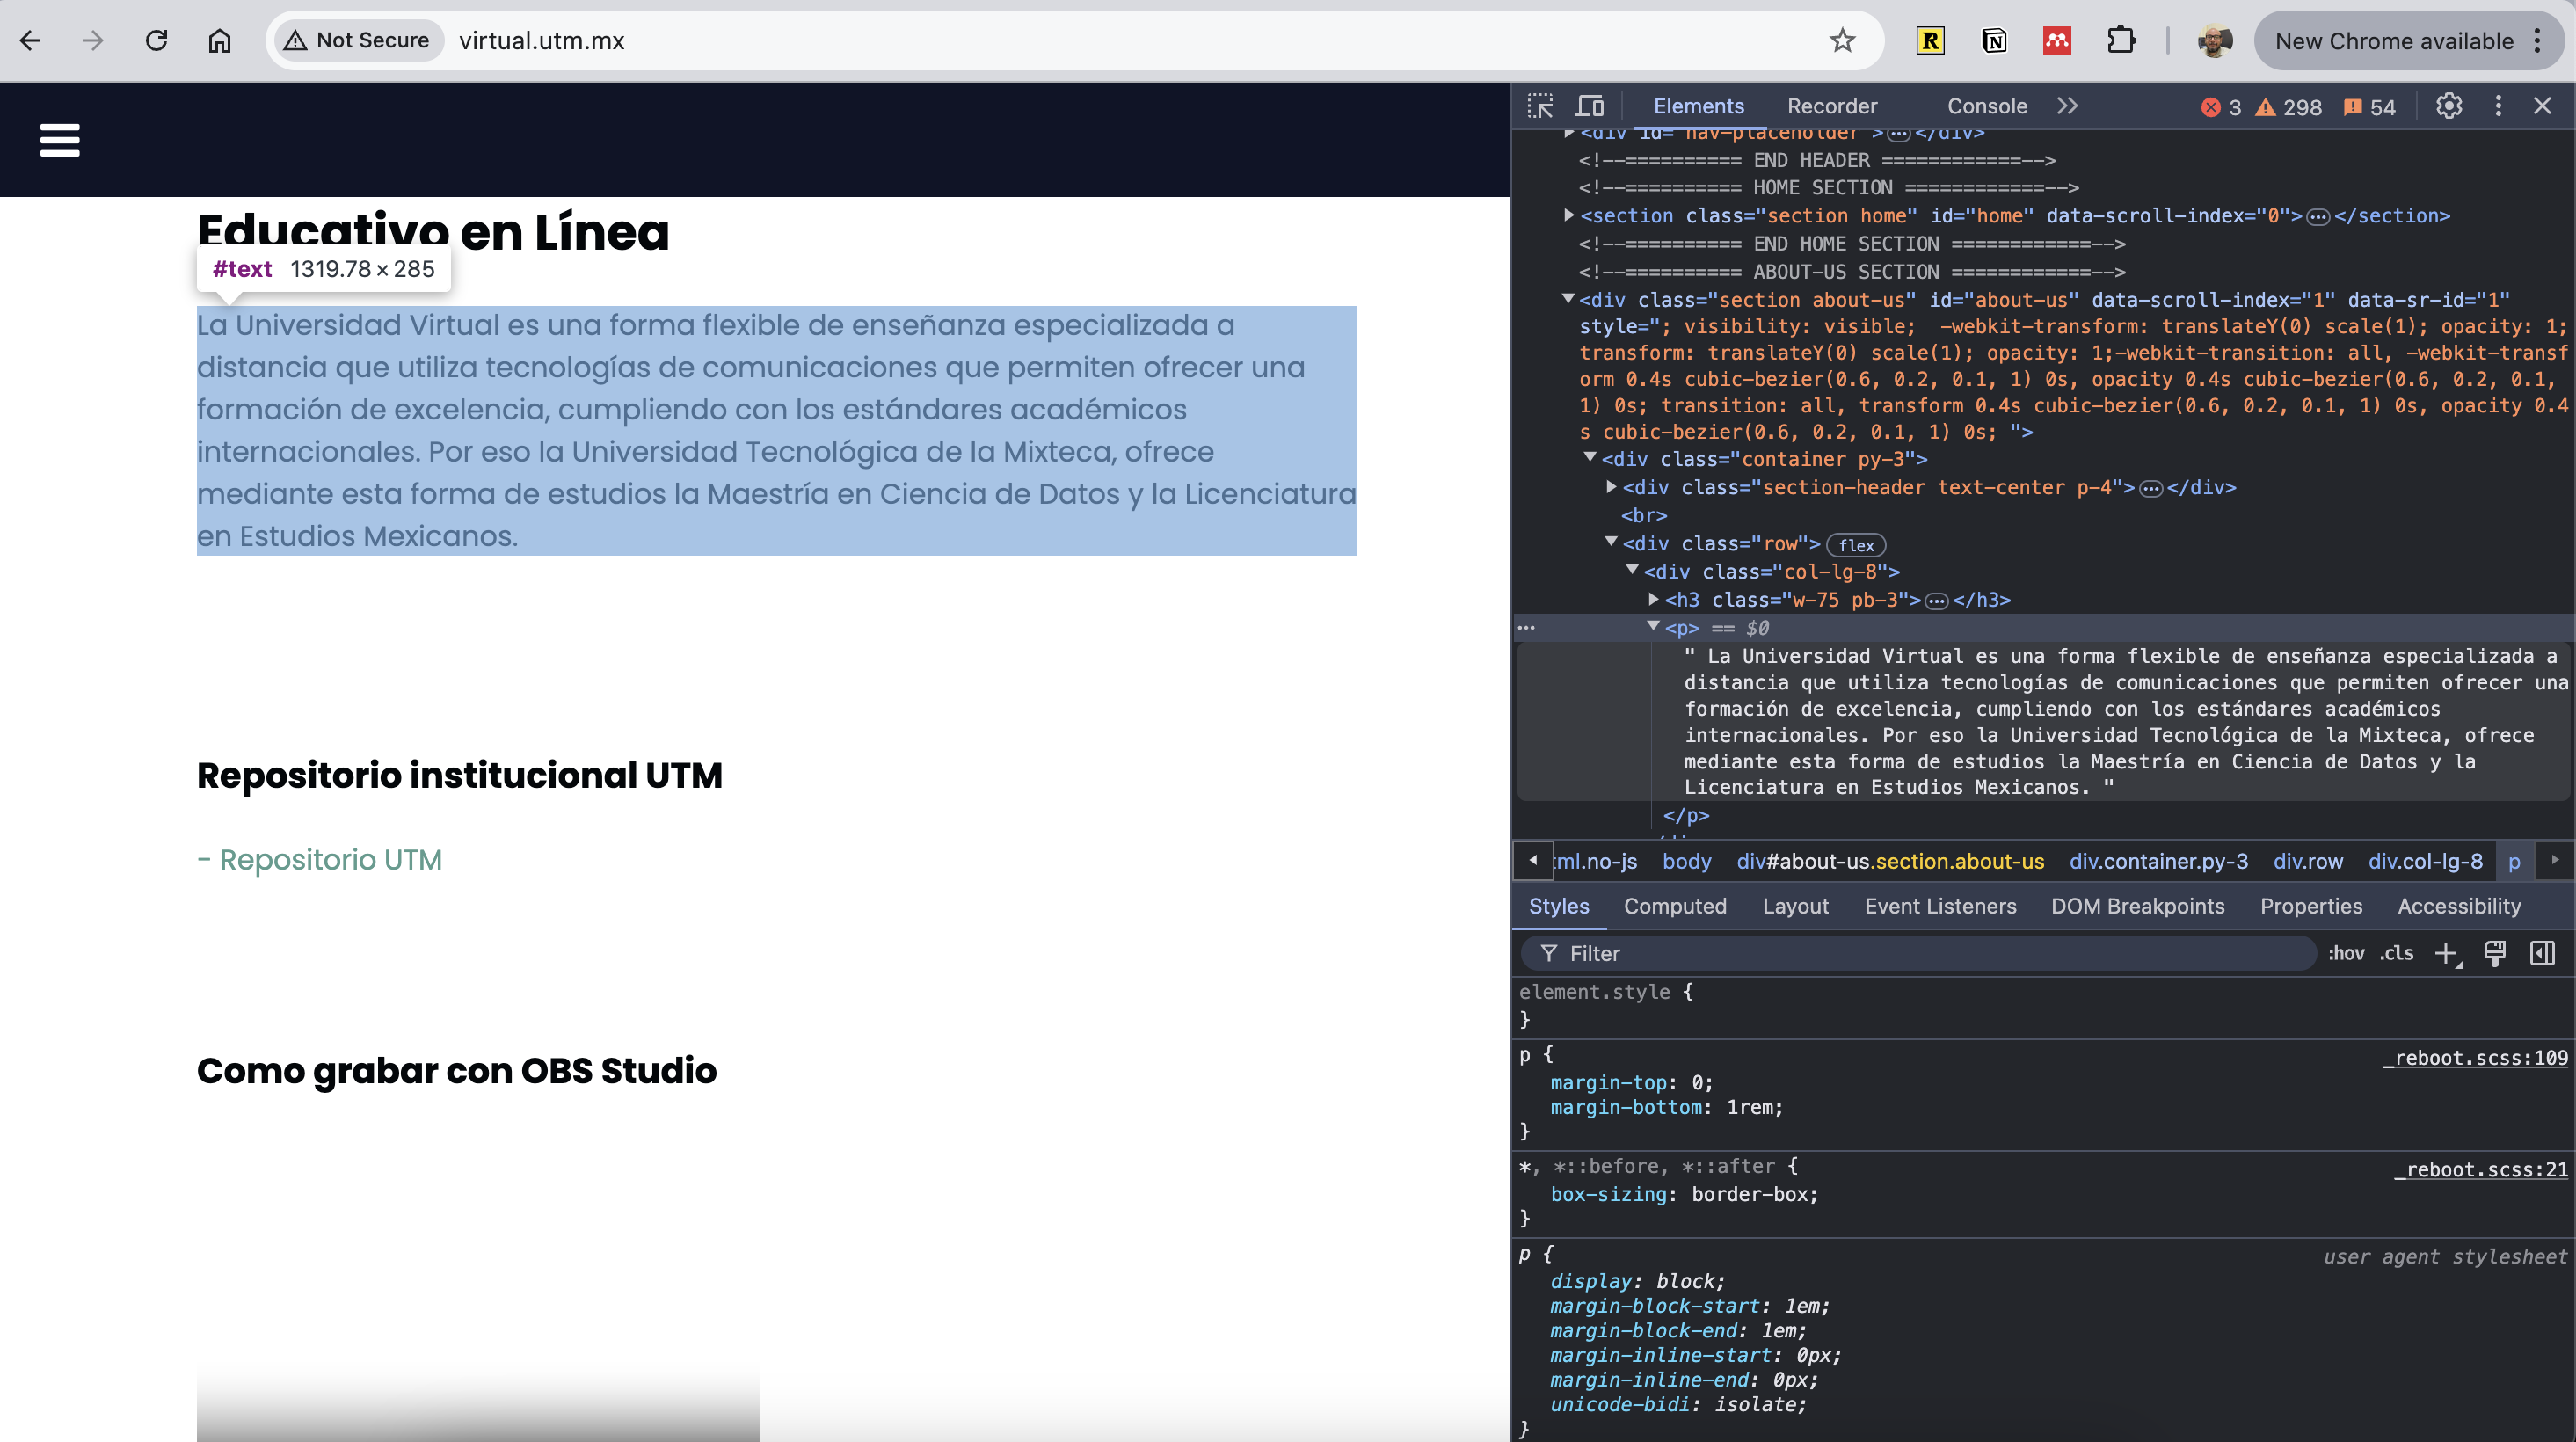 Not Secure virtual.utm.mx
New Chrome available
Educativo en Línea
#text 1319.78 × 285
La Universidad Virtual es una forma flexible de enseñanza especializada a
distancia que utiliza tecnologías de comunicaciones que permiten ofrecer una
formación de excelencia, cumpliendo con los estándares académicos
internacionales. Por eso la Universidad Tecnológica de la Mixteca, ofrece
mediante esta forma de estudios la Maestría en Ciencia de Datos y la Licenciatura
en Estudios Mexicanos.
Repositorio institucional UTM
- Repositorio UTM
Como grabar con OBS Studio
Elements Recorder Console 3 298 54
<div id="nav-placeholder">…</div>
<!--========== END HEADER ============-->
<!--========== HOME SECTION ============-->
<section class="section home" id="home" data-scroll-index="0">…</section>
<!--========== END HOME SECTION ============-->
<!--========== ABOUT-US SECTION ============-->
<div class="section about-us" id="about-us" data-scroll-index="1" data-sr-id="1"
style="; visibility: visible;  -webkit-transform: translateY(0) scale(1); opacity: 1;
transform: translateY(0) scale(1); opacity: 1;-webkit-transition: all, -webkit-transf
orm 0.4s cubic-bezier(0.6, 0.2, 0.1, 1) 0s, opacity 0.4s cubic-bezier(0.6, 0.2, 0.1,
1) 0s; transition: all, transform 0.4s cubic-bezier(0.6, 0.2, 0.1, 1) 0s, opacity 0.4
s cubic-bezier(0.6, 0.2, 0.1, 1) 0s; ">
<div class="container py-3">
<div class="section-header text-center p-4">…</div>
<br>
<div class="row"> flex
<div class="col-lg-8">
<h3 class="w-75 pb-3">…</h3>
… <p> == $0
" La Universidad Virtual es una forma flexible de enseñanza especializada a
distancia que utiliza tecnologías de comunicaciones que permiten ofrecer una
formación de excelencia, cumpliendo con los estándares académicos
internacionales. Por eso la Universidad Tecnológica de la Mixteca, ofrece
mediante esta forma de estudios la Maestría en Ciencia de Datos y la
Licenciatura en Estudios Mexicanos. "
</p>
tml.no-js body div#about-us.section.about-us div.container.py-3 div.row div.col-lg-8 p
Styles Computed Layout Event Listeners DOM Breakpoints Properties Accessibility
Filter :hov .cls
element.style {
}
p { _reboot.scss:109
margin-top: 0;
margin-bottom: 1rem;
}
*, *::before, *::after { _reboot.scss:21
box-sizing: border-box;
}
p { user agent stylesheet
display: block;
margin-block-start: 1em;
margin-block-end: 1em;
margin-inline-start: 0px;
margin-inline-end: 0px;
unicode-bidi: isolate;
}